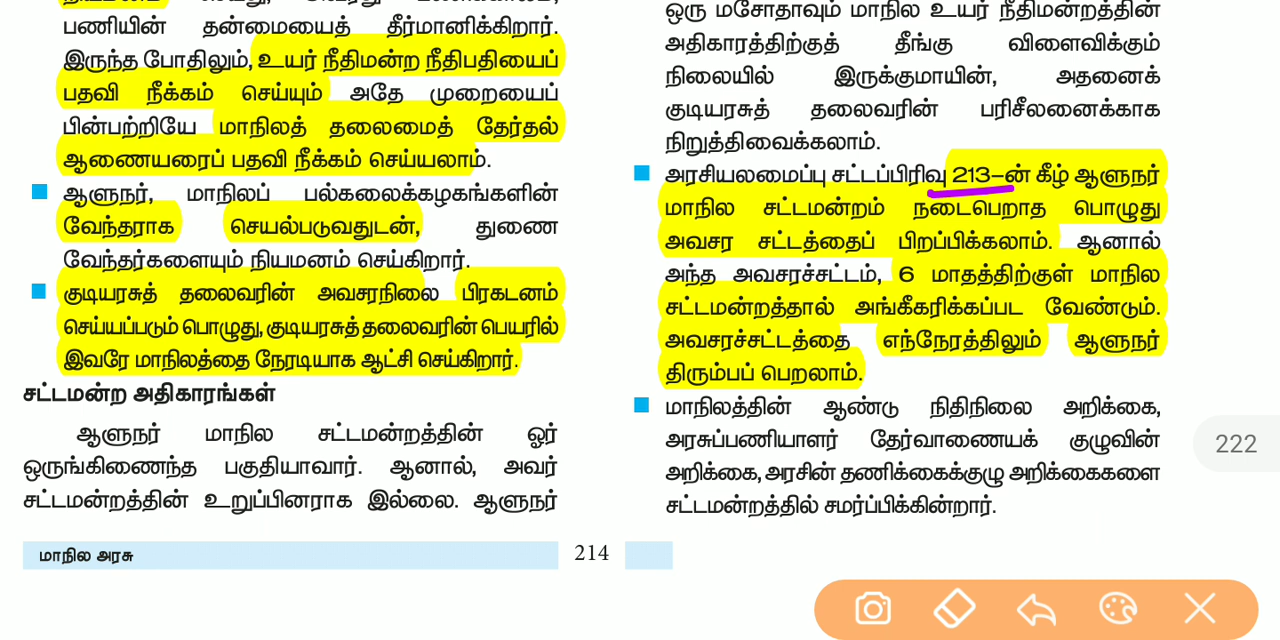 பணியின் தன்மையைத் தீர்மானிக்கிறார்.
இருந்த போதிலும், உயர் நீதிமன்ற நீதிபதியைப்
பதவி நீக்கம் செய்யும் அதே முறையைப்
பின்பற்றியே மாநிலத் தலைமைத் தேர்தல்
ஆணையரைப் பதவி நீக்கம் செய்யலாம்.
ஆளுநர், மாநிலப் பல்கலைக்கழகங்களின்
வேந்தராக செயல்படுவதுடன், துணை
வேந்தர்களையும் நியமனம் செய்கிறார்.
குடியரசுத் தலைவரின் அவசரநிலை பிரகடனம்
செய்யப்படும் பொழுது, குடியரசுத் தலைவரின் பெயரில்
இவரே மாநிலத்தை நேரடியாக ஆட்சி செய்கிறார்.
சட்டமன்ற அதிகாரங்கள்
ஆளுநர் மாநில சட்டமன்றத்தின் ஓர்
ஒருங்கிணைந்த பகுதியாவார். ஆனால், அவர்
சட்டமன்றத்தின் உறுப்பினராக இல்லை. ஆளுநர்
ஒரு மசோதாவும் மாநில உயர் நீதிமன்றத்தின்
அதிகாரத்திற்குத் தீங்கு விளைவிக்கும்
நிலையில் இருக்குமாயின், அதனைக்
குடியரசுத் தலைவரின் பரிசீலனைக்காக
நிறுத்திவைக்கலாம்.
அரசியலமைப்பு சட்டப்பிரிவு 213–ன் கீழ் ஆளுநர்
மாநில சட்டமன்றம் நடைபெறாத பொழுது
அவசர சட்டத்தைப் பிறப்பிக்கலாம். ஆனால்
அந்த அவசரச்சட்டம், 6 மாதத்திற்குள் மாநில
சட்டமன்றத்தால் அங்கீகரிக்கப்பட வேண்டும்.
அவசரச்சட்டத்தை எந்நேரத்திலும் ஆளுநர்
திரும்பப் பெறலாம்.
மாநிலத்தின் ஆண்டு நிதிநிலை அறிக்கை,
அரசுப்பணியாளர் தேர்வாணையக் குழுவின்
அறிக்கை, அரசின் தணிக்கைக்குழு அறிக்கைகளை
சட்டமன்றத்தில் சமர்ப்பிக்கின்றார்.
222
மாநில அரசு 214